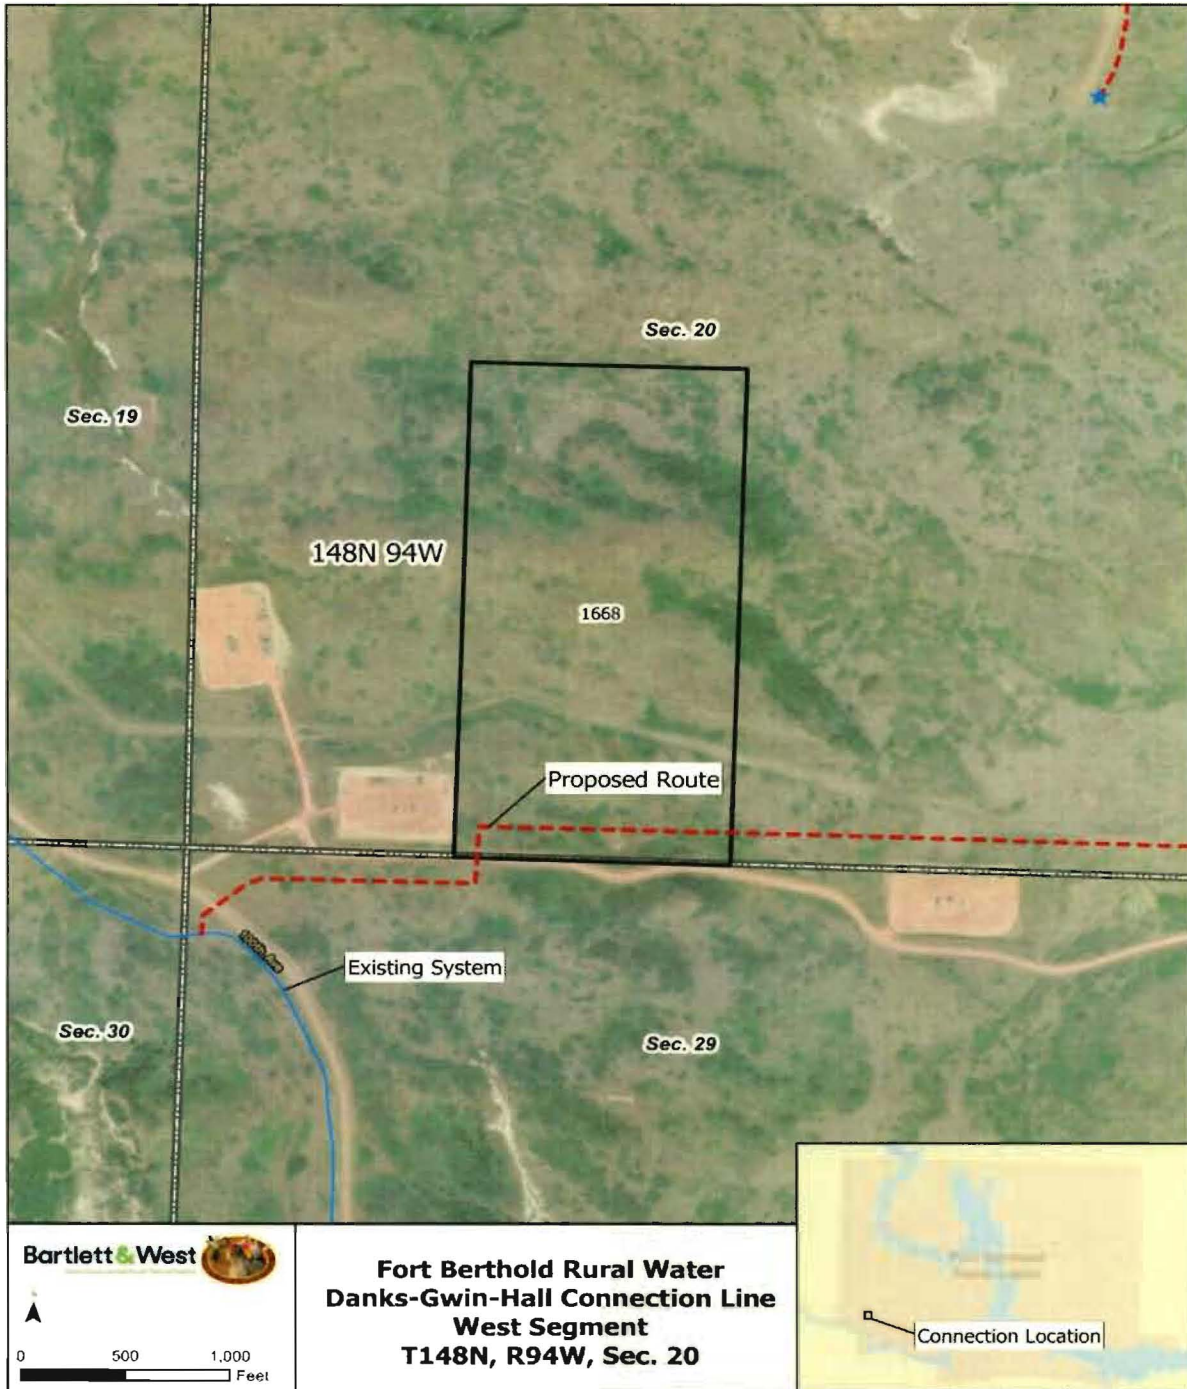 Sec. 20
Sec. 19
148N 94W
1668
Proposed Route
Existing System
Sec. 30
Sec. 29
Bartlett&West
0 500 1,000
Feet
Fort Berthold Rural Water
Danks-Gwin-Hall Connection Line
West Segment
T148N, R94W, Sec. 20
Connection Location